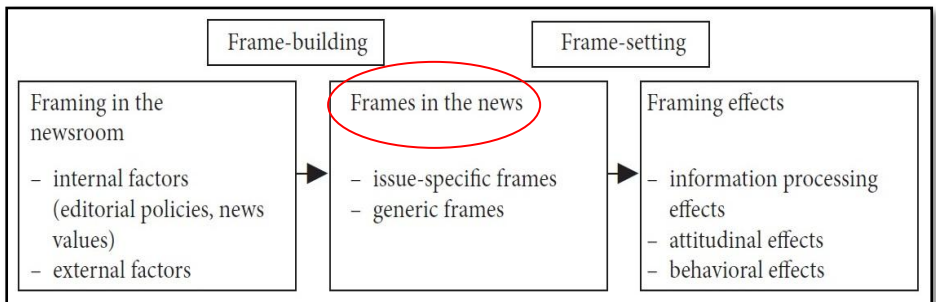 Frame-building
Frame-setting
Framing in the
newsroom
– internal factors
(editorial policies, news
values)
– external factors
Frames in the news
– issue-specific frames
– generic frames
Framing effects
– information processing
effects
– attitudinal effects
– behavioral effects